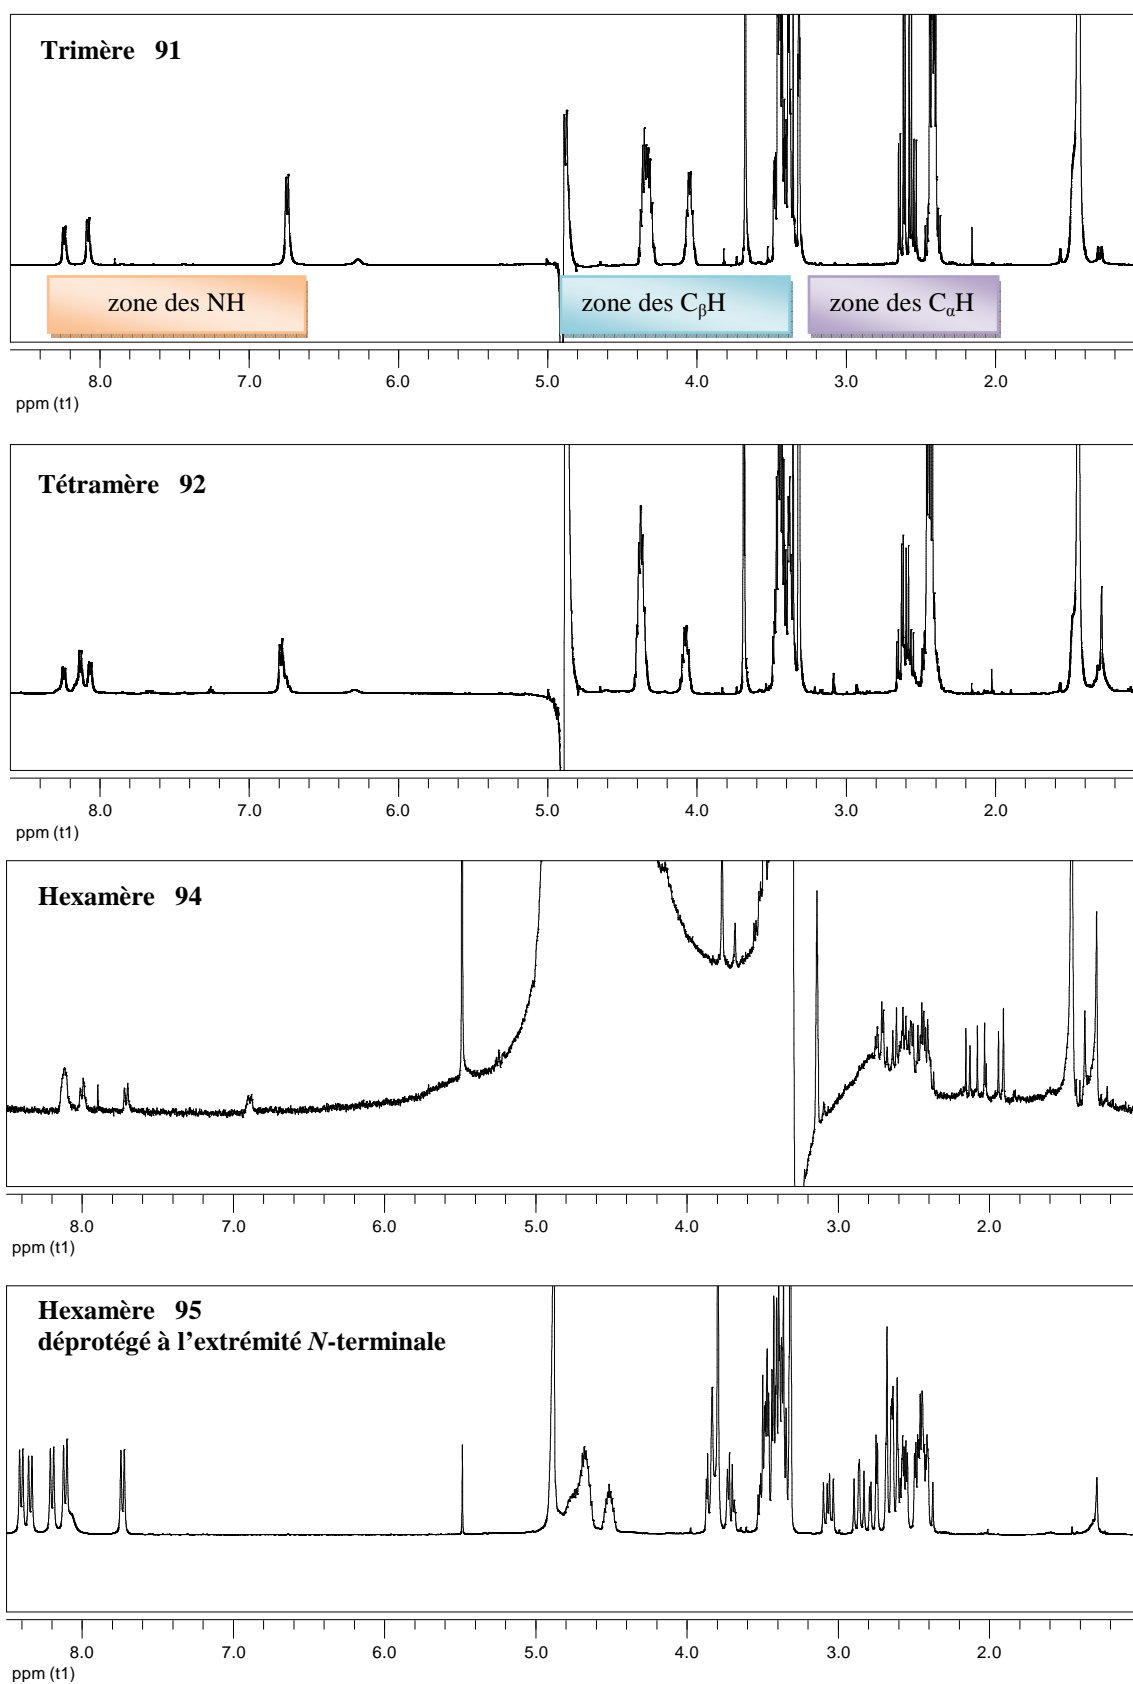 Trimère 91
zone des NH
zone des CβH
zone des CαH
8.0 7.0 6.0 5.0 4.0 3.0 2.0
ppm (t1)
Tétramère 92
8.0 7.0 6.0 5.0 4.0 3.0 2.0
ppm (t1)
Hexamère 94
8.0 7.0 6.0 5.0 4.0 3.0 2.0
ppm (t1)
Hexamère 95
déprotégé à l’extrémité N-terminale
8.0 7.0 6.0 5.0 4.0 3.0 2.0
ppm (t1)